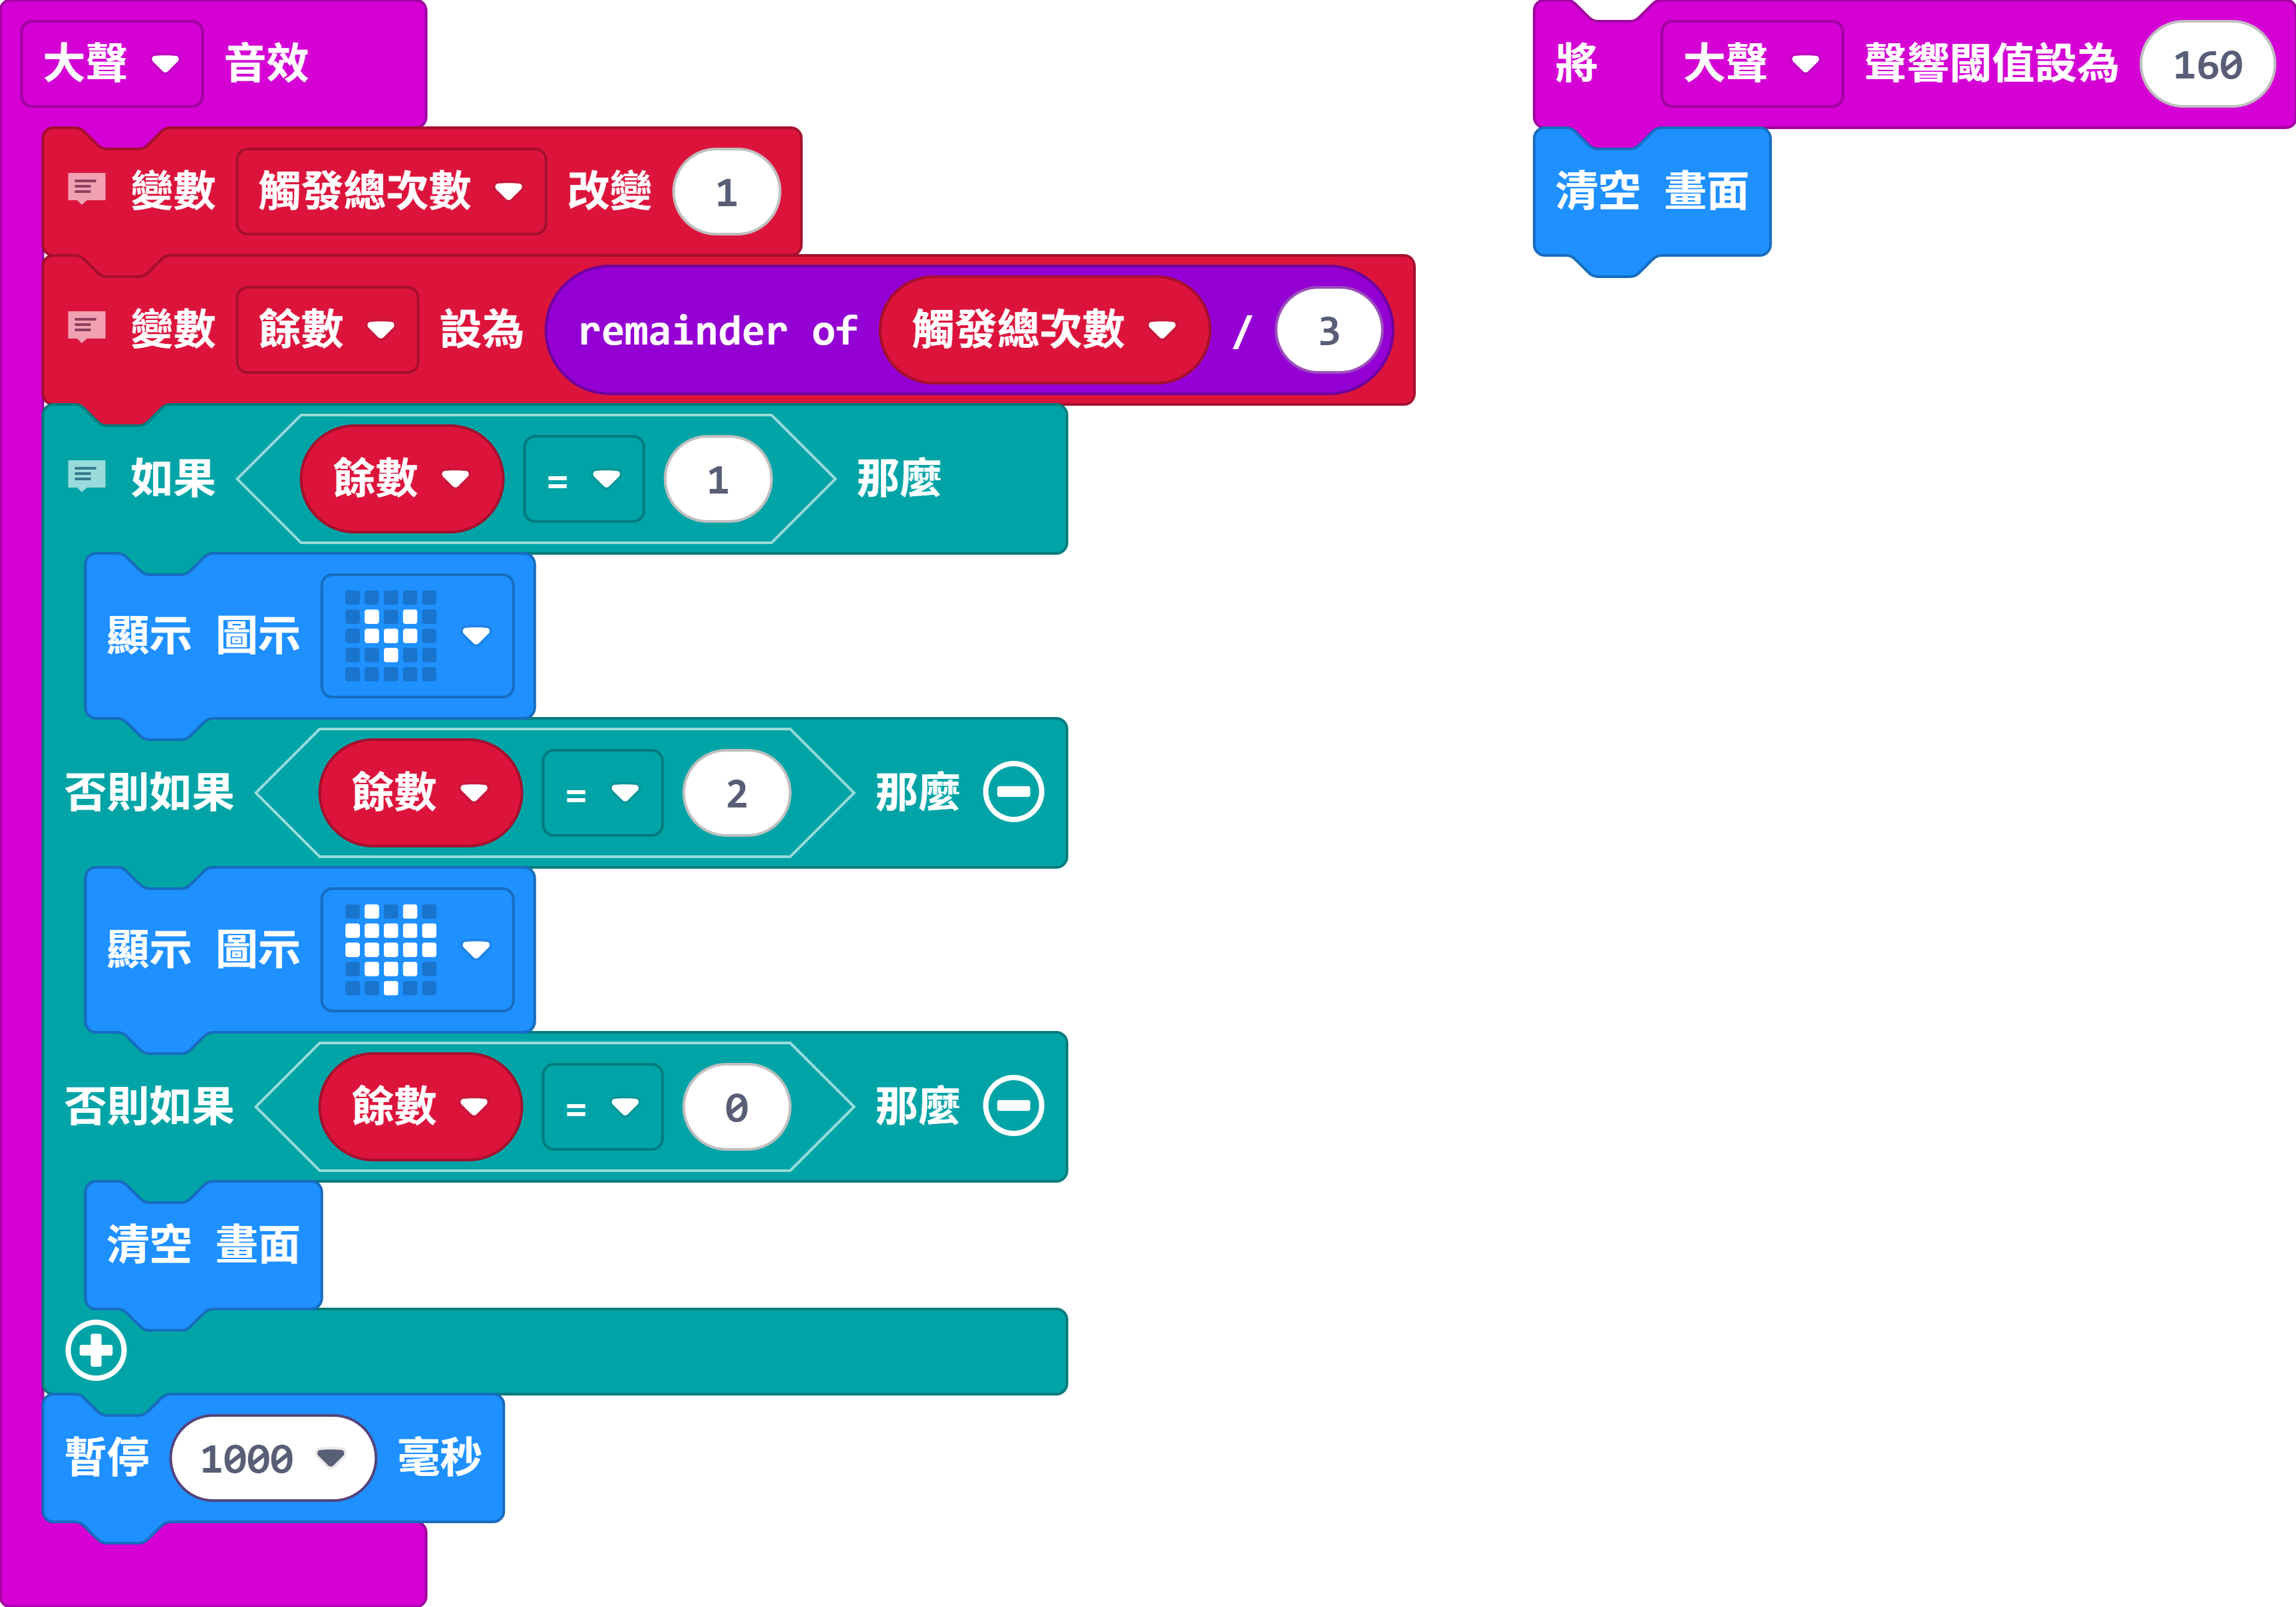 大聲 音效
變數 觸發總次數 改變 1
變數 餘數 設為 remainder of 觸發總次數 / 3
如果 餘數 = 1 那麼
顯示 圖示
否則如果 餘數 = 2 那麼
顯示 圖示
否則如果 餘數 = 0 那麼
清空 畫面
暫停 1000 毫秒
將 大聲 聲響閾值設為 160
清空 畫面